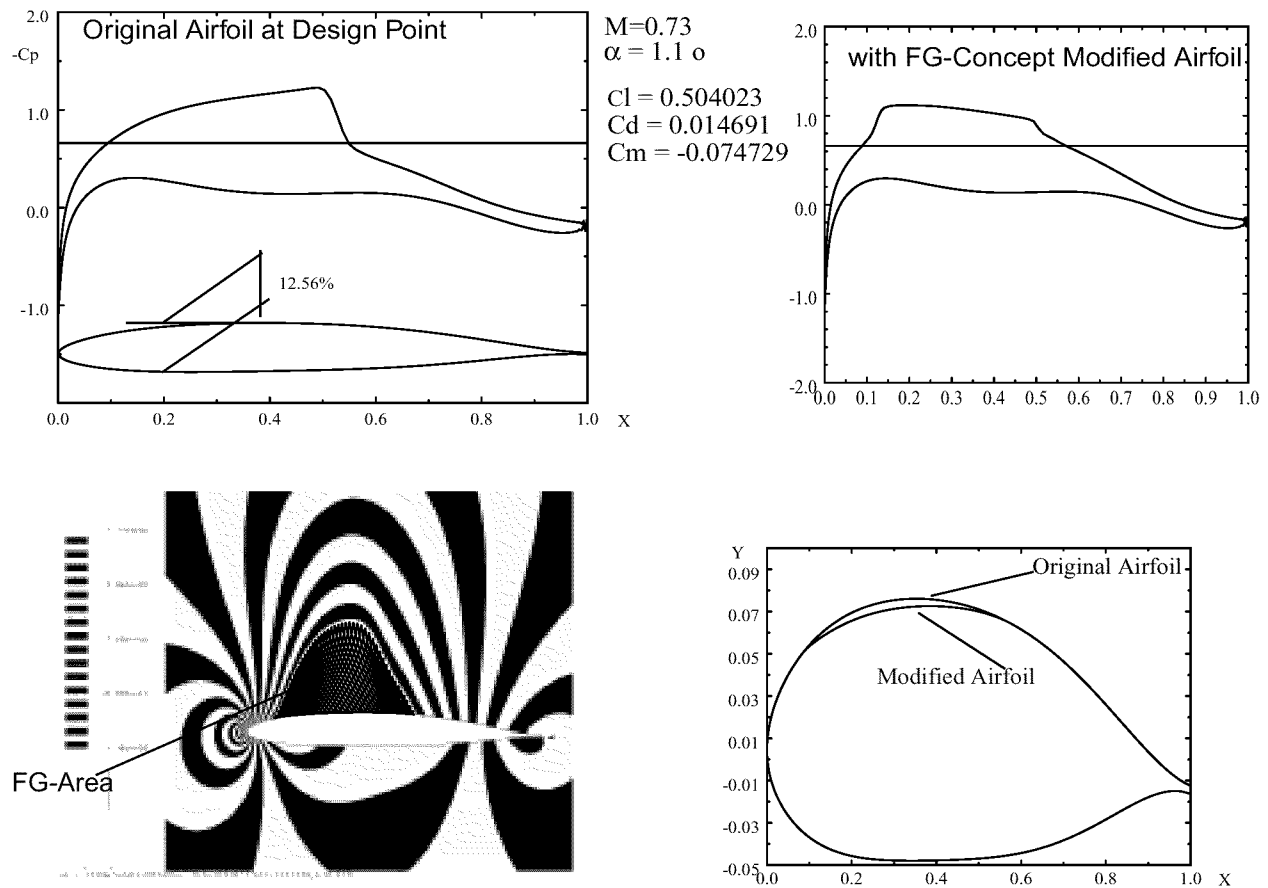 Original Airfoil at Design Point
-Cp
2.0
1.0
0.0
-1.0
12.56%
0.0
0.2
0.4
0.6
0.8
1.0
X
M=0.73
α = 1.1 o
Cl = 0.504023
Cd = 0.014691
Cm = -0.074729
with FG-Concept Modified Airfoil
2.0
1.0
0.0
-1.0
-2.0
0.0
0.1
0.2
0.3
0.4
0.5
0.6
0.7
0.8
0.9
1.0
FG-Area
Y
0.09
0.07
0.05
0.03
0.01
-0.01
-0.03
-0.05
Original Airfoil
Modified Airfoil
0.0
0.2
0.4
0.6
0.8
1.0
X